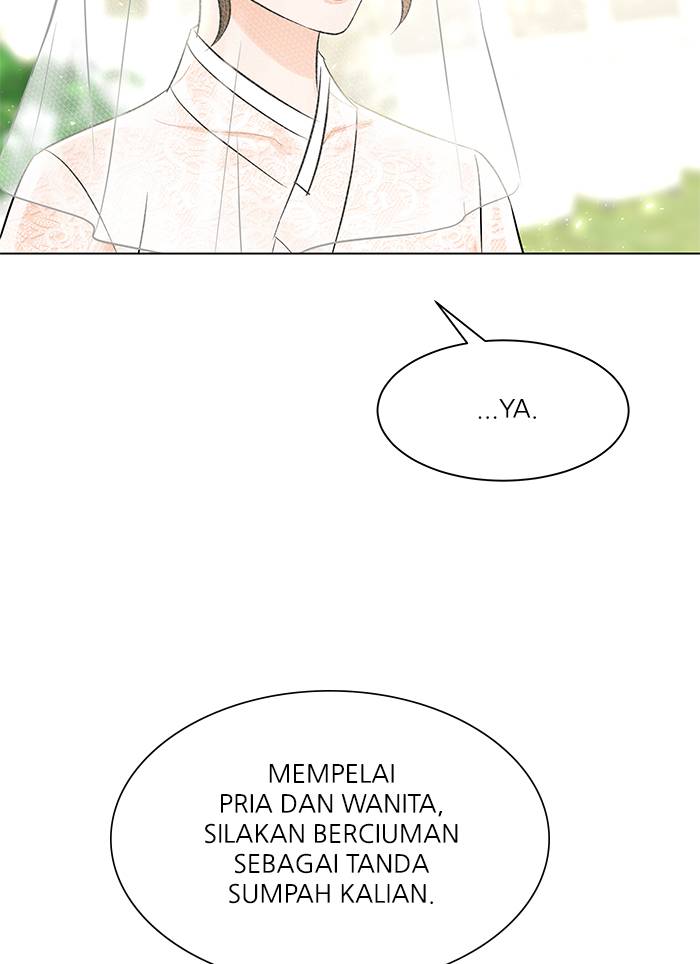 ...YA.
MEMPELAI
PRIA DAN WANITA,
SILAKAN BERCIUMAN
SEBAGAI TANDA
SUMPAH KALIAN.